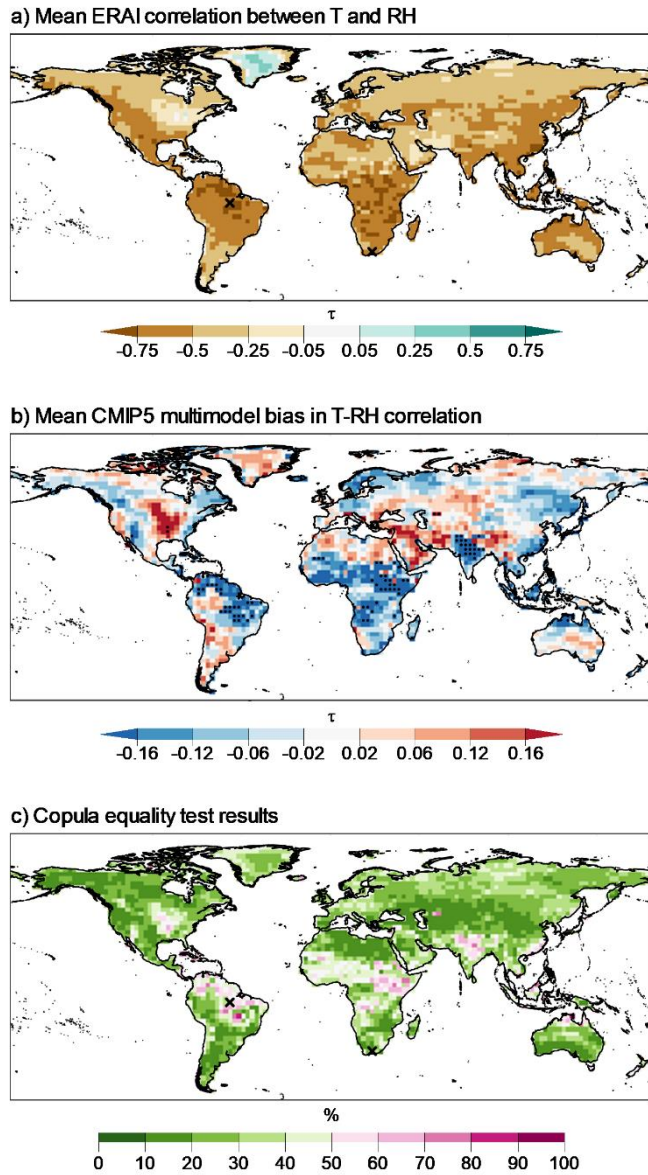 a) Mean ERAI correlation between T and RH
τ
-0.75 -0.5 -0.33 -0.05 0.05 0.25 0.5 0.75
b) Mean CMIP5 multimodel bias in T-RH correlation
τ
-0.16 -0.12 -0.06 -0.02 0.02 0.06 0.12 0.16
c) Copula equality test results
%
0 10 20 30 40 50 60 70 80 90 100